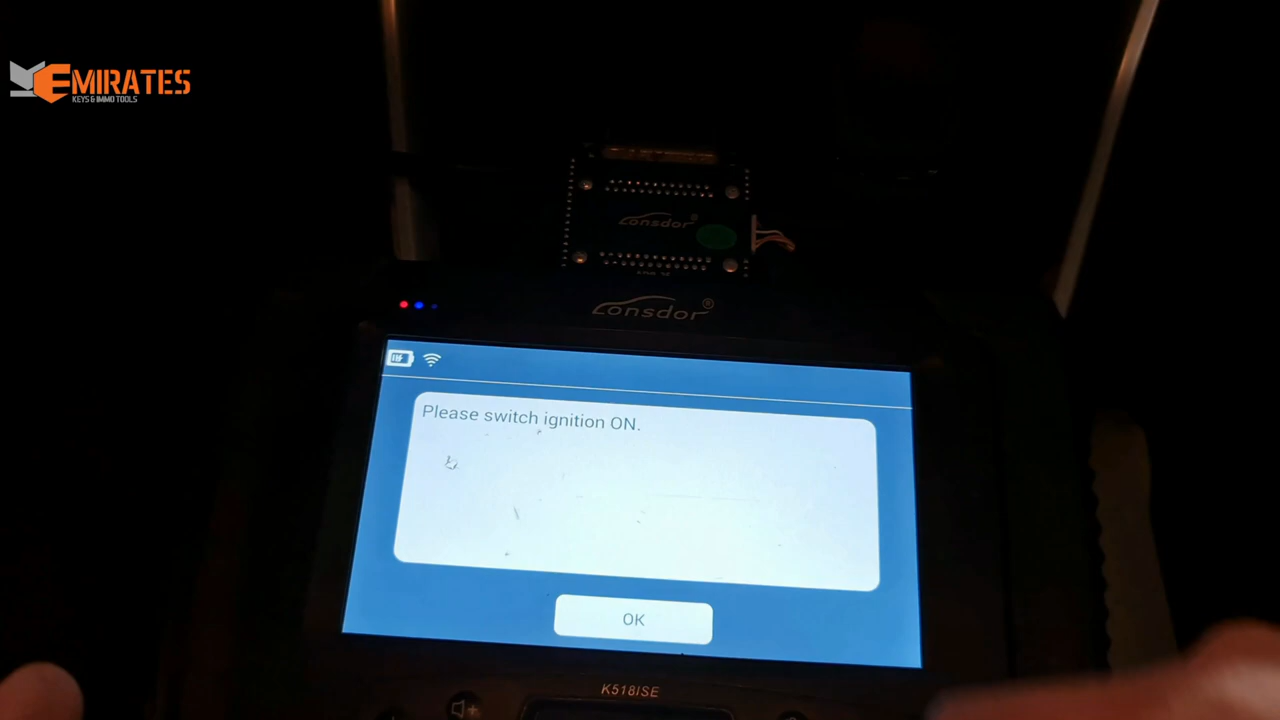 EMIRATES
KEYS & IMMO TOOLS
Lonsdor®
Lonsdor®
Please switch ignition ON.
OK
K518ISE